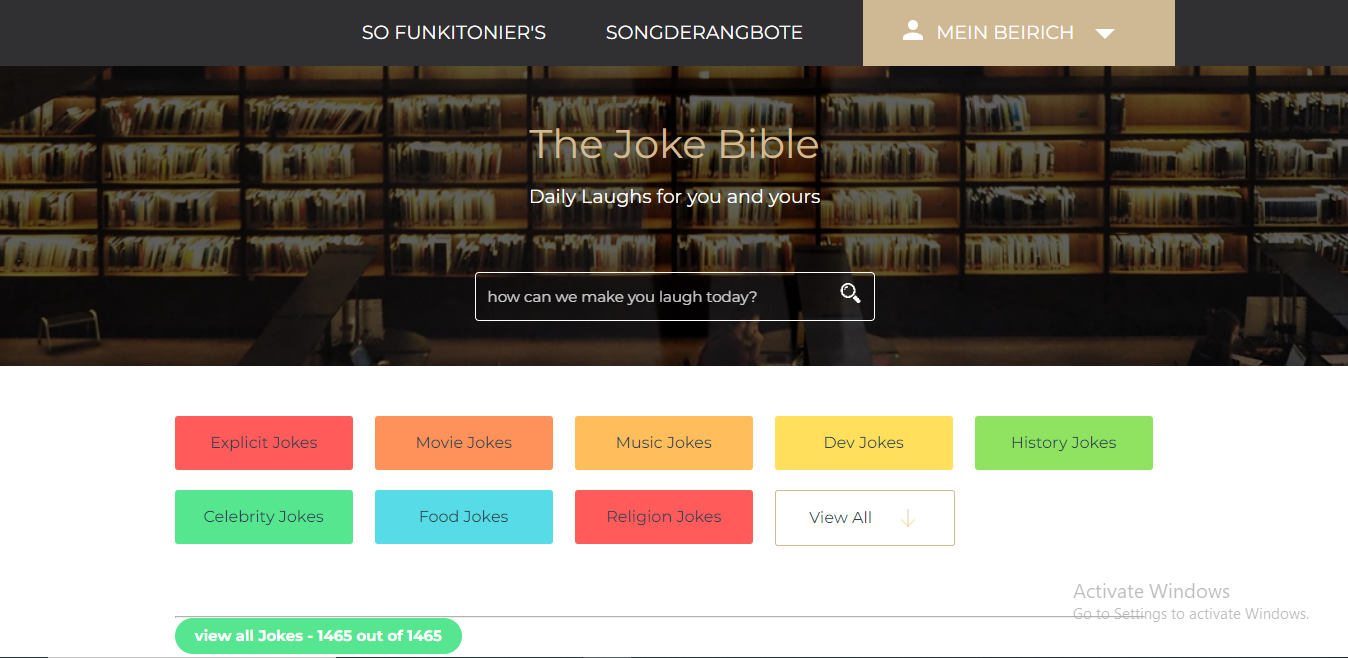 SO FUNKITONIER'S SONGDERANGBOTE MEIN BEIRICH
The Joke Bible
Daily Laughs for you and yours
how can we make you laugh today?
Explicit Jokes Movie Jokes Music Jokes Dev Jokes History Jokes
Celebrity Jokes Food Jokes Religion Jokes View All
Activate Windows
Go to Settings to activate Windows.
view all Jokes - 1465 out of 1465